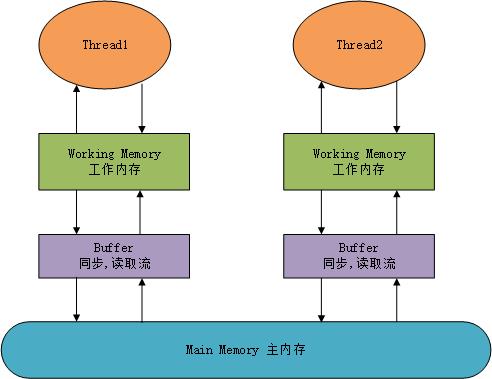 Thread1
Thread2
Working Memory
工作内存
Working Memory
工作内存
Buffer
同步,读取流
Buffer
同步,读取流
Main Memory 主内存